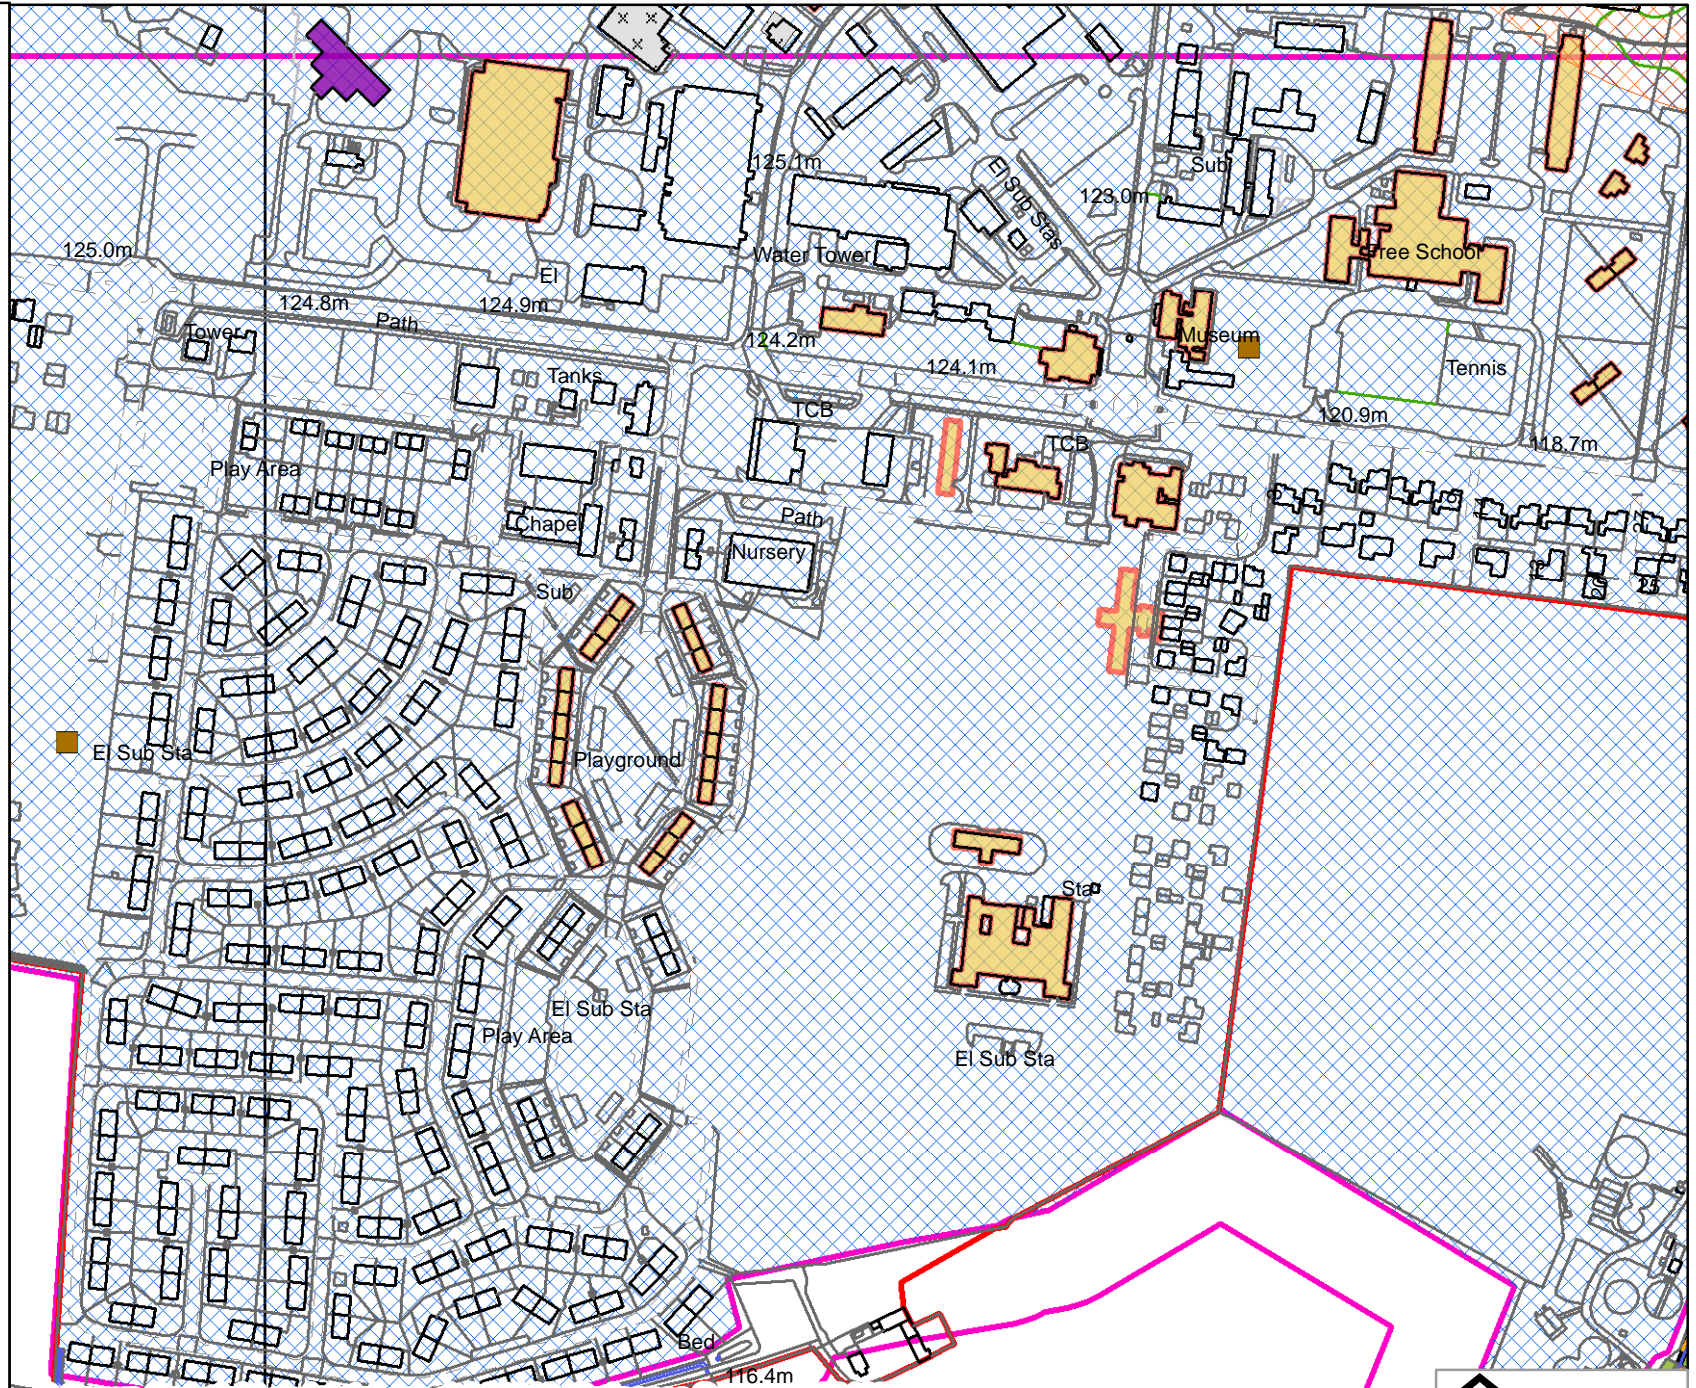 125.1m
Sub
El Sub Stas
123.0m
125.0m
Water Tower
Free School
El
124.8m
124.9m
Path
Tower
124.2m
Museum
124.1m
Tanks
Tennis
TCB
120.9m
TCB
118.7m
Play Area
Chapel
Path
Nursery
Sub
25
El Sub Sta
Playground
Sta
El Sub Sta
Play Area
El Sub Sta
Bed
116.4m